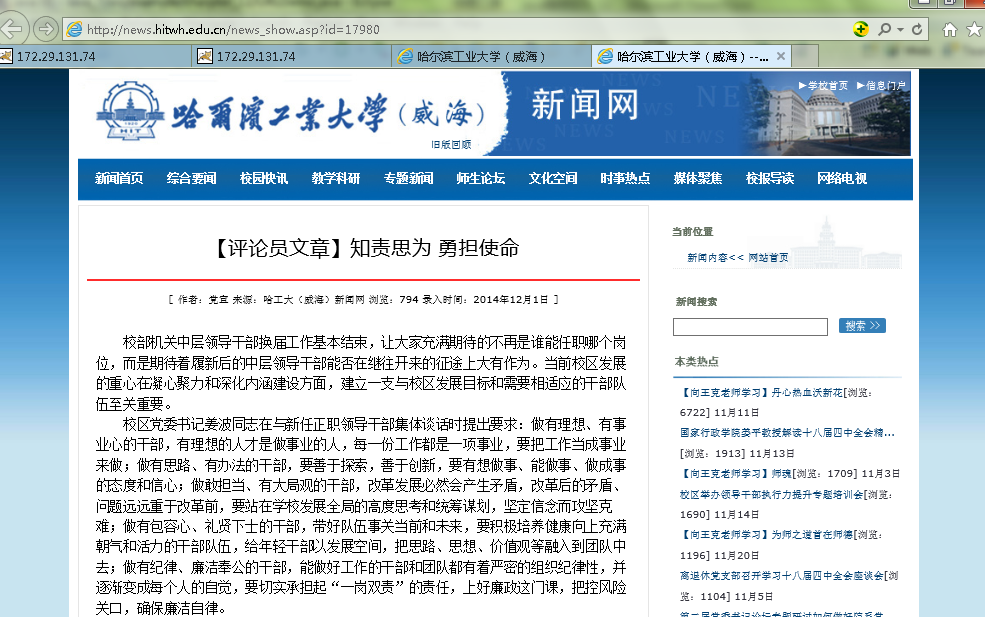 http://news.hitwh.edu.cn/news_show.asp?id=17980
172.29.131.74
172.29.131.74
哈尔滨工业大学（威海）
哈尔滨工业大学（威海）--...
HIT
哈尔滨工业大学（威海）
旧版回顾
新闻网
NEWS
NEWS
NEWS
NEWS
▶学校首页 ▶信息门户
新闻首页 综合要闻 校园快讯 教学科研 专题新闻 师生论坛 文化空间 时事热点 媒体聚焦 校报导读 网络电视
【评论员文章】知责思为 勇担使命
[ 作者：党宣 来源：哈工大（威海）新闻网 浏览：794 录入时间：2014年12月1日 ]
校部机关中层领导干部换届工作基本结束，让大家充满期待的不再是谁能任职哪个岗
位，而是期待着履新后的中层领导干部能否在继往开来的征途上大有作为。当前校区发展
的重心在凝心聚力和深化内涵建设方面，建立一支与校区发展目标和需要相适应的干部队
伍至关重要。
校区党委书记姜波同志在与新任正职领导干部集体谈话时提出要求：做有理想、有事
业心的干部，有理想的人才是做事业的人，每一份工作都是一项事业，要把工作当成事业
来做；做有思路、有办法的干部，要善于探索，善于创新，要有想做事、能做事、做成事
的态度和信心；做敢担当、有大局观的干部，改革发展必然会产生矛盾，改革后的矛盾、
问题远远重于改革前，要站在学校发展全局的高度思考和统筹谋划，坚定信念而攻坚克
难；做有包容心、礼贤下士的干部，带好队伍事关当前和未来，要积极培养健康向上充满
朝气和活力的干部队伍，给年轻干部以发展空间，把思路、思想、价值观等融入到团队中
去；做有纪律、廉洁奉公的干部，能做好工作的干部和团队都有着严密的组织纪律性，并
逐渐变成每个人的自觉，要切实承担起“一岗双责”的责任，上好廉政这门课，把控风险
关口，确保廉洁自律。
当前位置
新闻内容<< 网站首页
新闻搜索
搜索 >>
本类热点
【向王克老师学习】丹心热血沃新花[浏览：
6722] 11月11日
国家行政学院晏平教授解读十八届四中全会精...
[浏览：1913] 11月13日
【向王克老师学习】师魂[浏览：1709] 11月3日
校区举办领导干部执行力提升专题培训会[浏览：
1690] 11月14日
【向王克老师学习】为师之道首在师德[浏览：
1196] 11月20日
离退休党支部召开学习十八届四中全会座谈会[浏
览：1104] 11月5日